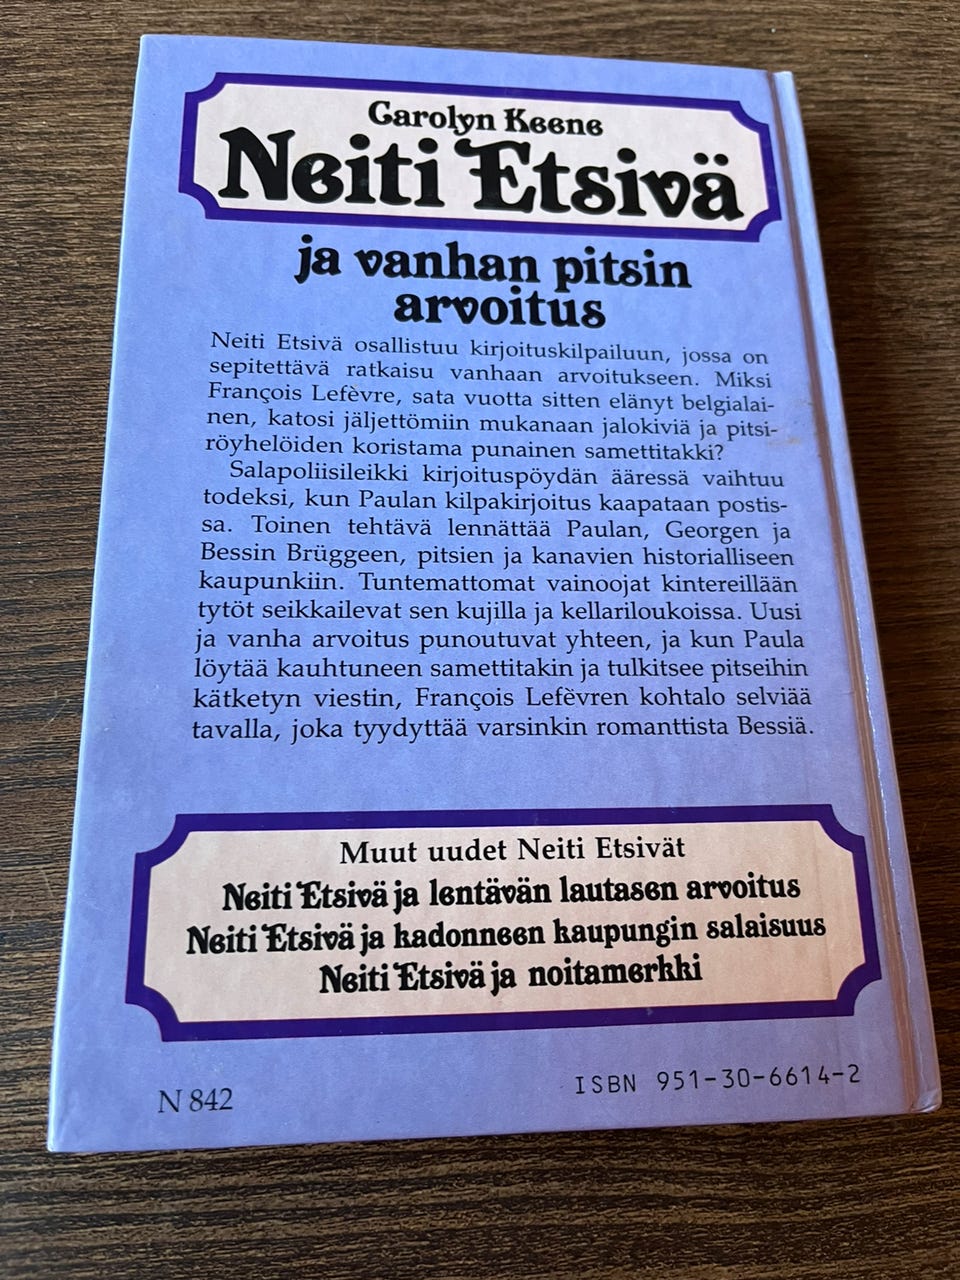 Carolyn Keene
Neiti Etsivä
ja vanhan pitsin
arvoitus
Neiti Etsivä osallistuu kirjoituskilpailuun, jossa on
sepitettävä ratkaisu vanhaan arvoitukseen. Miksi
François Lefèvre, sata vuotta sitten elänyt belgialai-
nen, katosi jäljettömiin mukanaan jalokiviä ja pitsi-
röyhelöiden koristama punainen samettitakki?
Salapoliisileikki kirjoituspöydän ääressä vaihtuu
todeksi, kun Paulan kilpakirjoitus kaapataan postis-
sa. Toinen tehtävä lennättää Paulan, Georgen ja
Bessin Brüggeen, pitsien ja kanavien historialliseen
kaupunkiin. Tuntemattomat vainoojat kintereillään
tytöt seikkailevat sen kujilla ja kellariloukoissa. Uusi
ja vanha arvoitus punoutuvat yhteen, ja kun Paula
löytää kauhtuneen samettitakin ja tulkitsee pitseihin
kätketyn viestin, François Lefèvren kohtalo selviää
tavalla, joka tyydyttää varsinkin romanttista Bessiä.
Muut uudet Neiti Etsivät
Neiti Etsivä ja lentävän lautasen arvoitus
Neiti Etsivä ja kadonneen kaupungin salaisuus
Neiti Etsivä ja noitamerkki
N 842
ISBN 951-30-6614-2